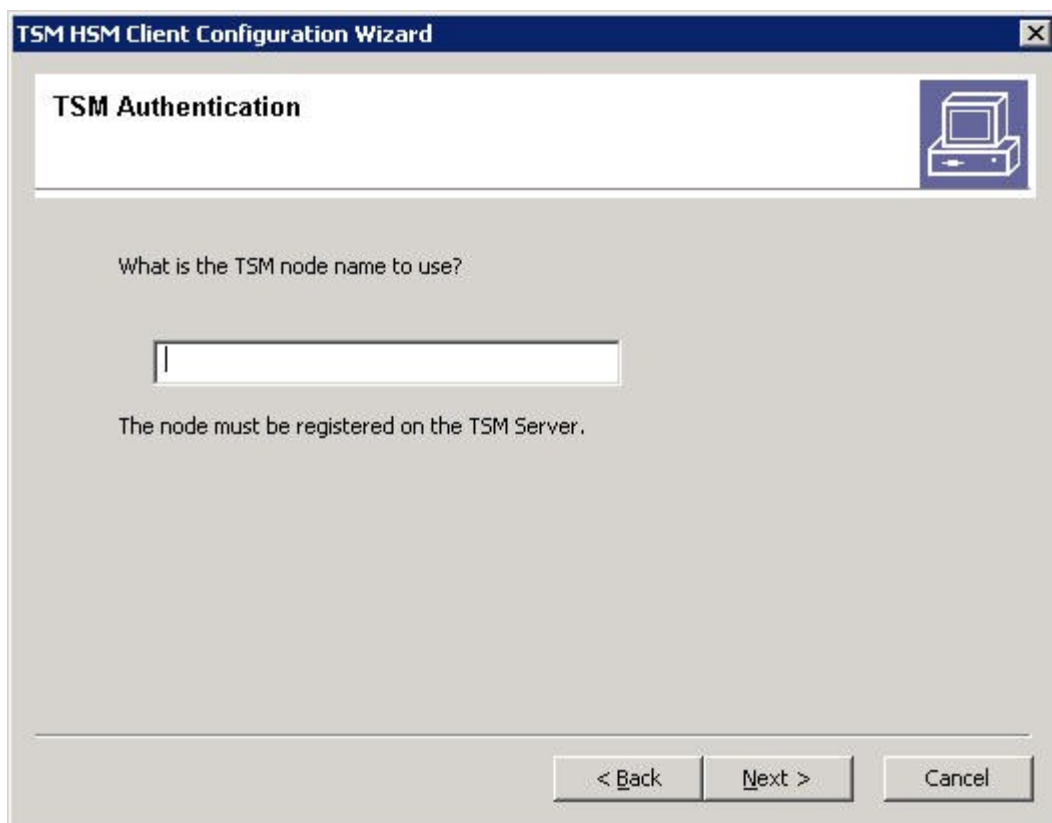 TSM HSM Client Configuration Wizard
TSM Authentication
What is the TSM node name to use?
The node must be registered on the TSM Server.
< Back
Next >
Cancel